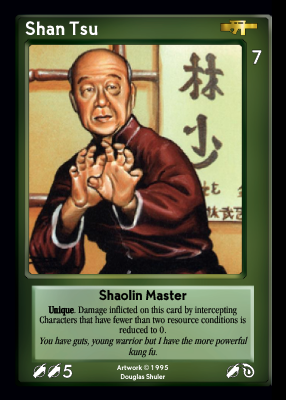 Shan Tsu
7
林
少
Shaolin Master
Unique. Damage inflicted on this card by intercepting
Characters that have fewer than two resource conditions is
reduced to 0.
You have guts, young warrior but I have the more powerful
kung fu.
5
Artwork © 1995
Douglas Shuler